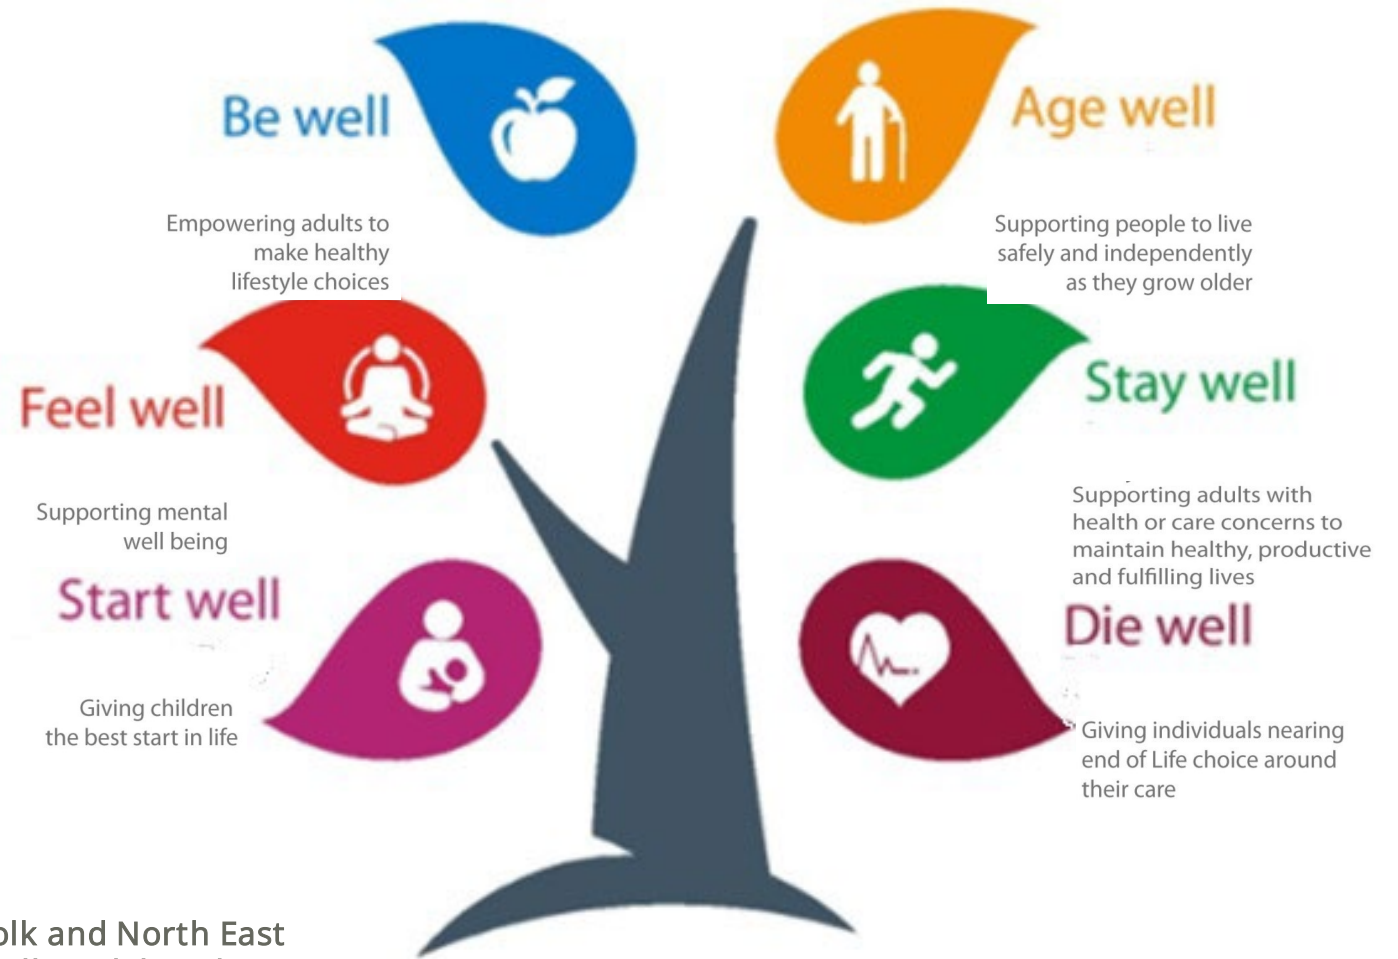 Be well
Empowering adults to
make healthy
lifestyle choices
Age well
Supporting people to live
safely and independently
as they grow older
Feel well
Supporting mental
well being
Stay well
Supporting adults with
health or care concerns to
maintain healthy, productive
and fulfilling lives
Start well
Giving children
the best start in life
Die well
Giving individuals nearing
end of Life choice around
their care
olk and North East